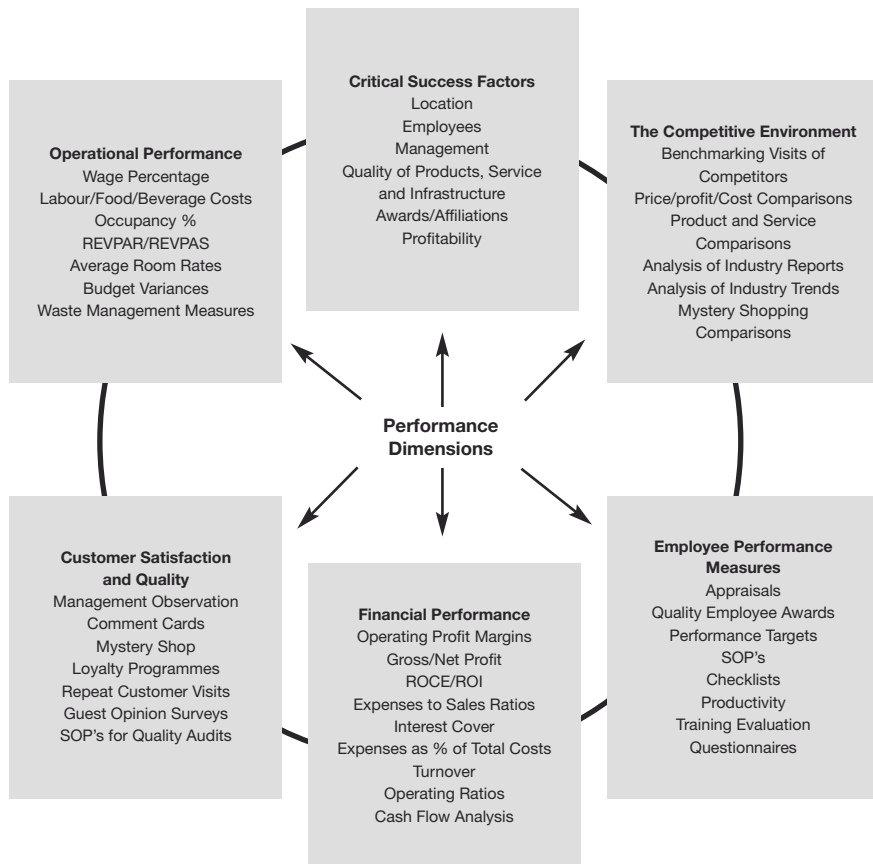 Critical Success Factors
Location
Employees
Management
Quality of Products, Service
and Infrastructure
Awards/Affiliations
Profitability
Operational Performance
Wage Percentage
Labour/Food/Beverage Costs
Occupancy %
REVPAR/REVPAS
Average Room Rates
Budget Variances
Waste Management Measures
The Competitive Environment
Benchmarking Visits of
Competitors
Price/profit/Cost Comparisons
Product and Service
Comparisons
Analysis of Industry Reports
Analysis of Industry Trends
Mystery Shopping
Comparisons
Performance
Dimensions
Customer Satisfaction
and Quality
Management Observation
Comment Cards
Mystery Shop
Loyalty Programmes
Repeat Customer Visits
Guest Opinion Surveys
SOP's for Quality Audits
Financial Performance
Operating Profit Margins
Gross/Net Profit
ROCE/ROI
Expenses to Sales Ratios
Interest Cover
Expenses as % of Total Costs
Turnover
Operating Ratios
Cash Flow Analysis
Employee Performance
Measures
Appraisals
Quality Employee Awards
Performance Targets
SOP's
Checklists
Productivity
Training Evaluation
Questionnaires